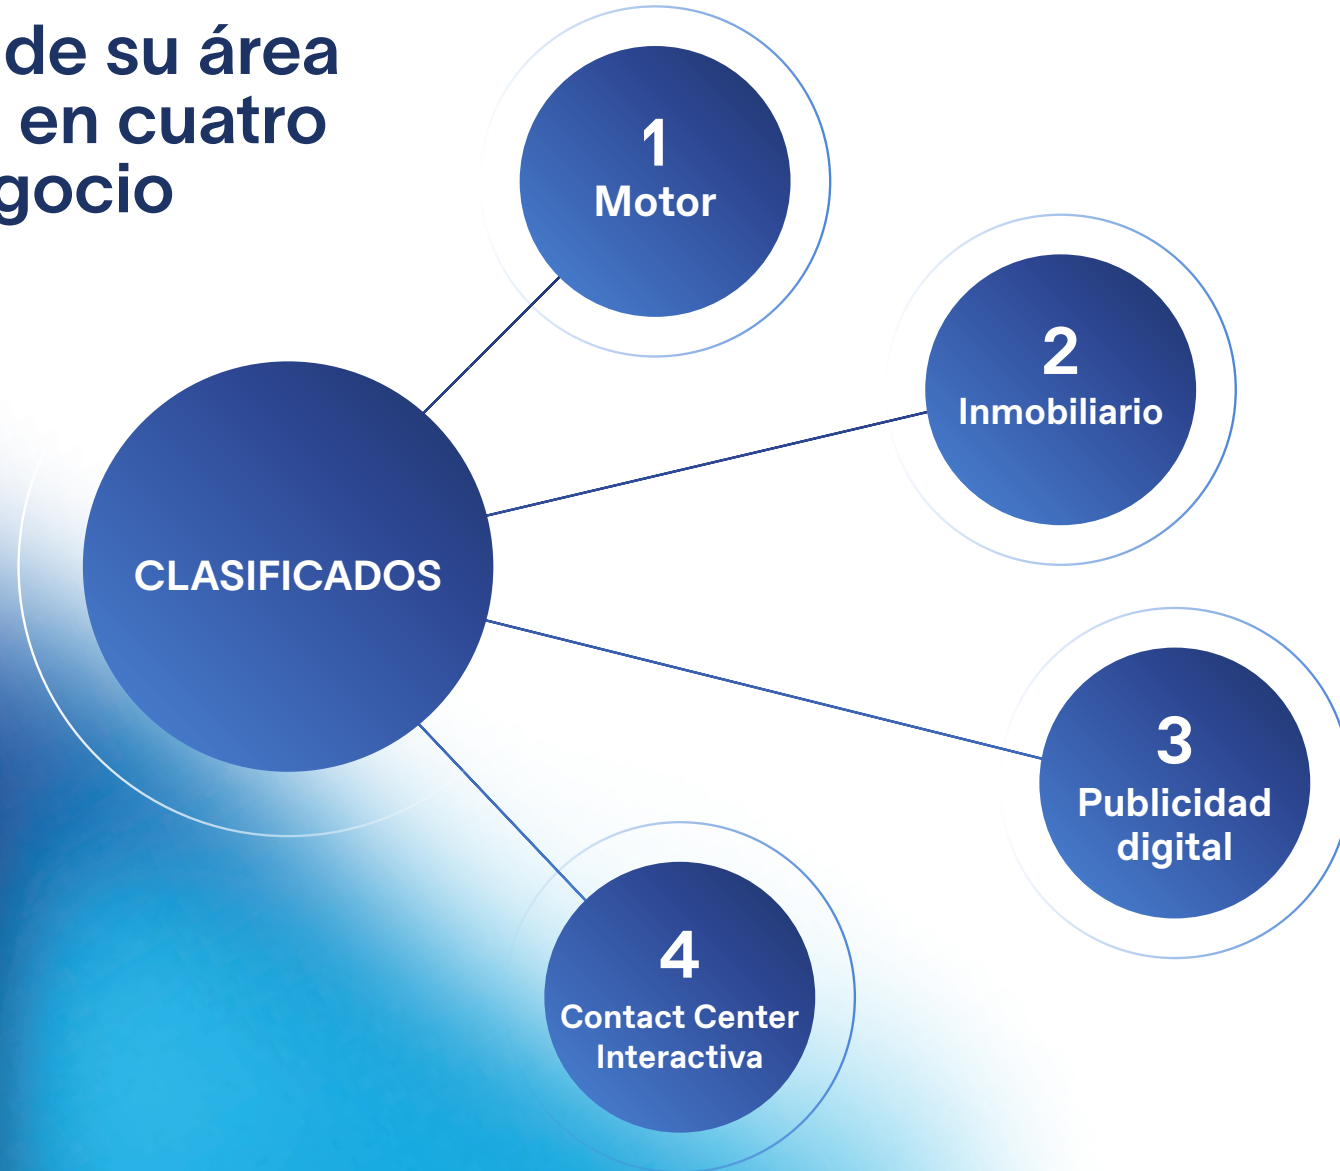 de su área
en cuatro
gocio
1
Motor
2
Inmobiliario
CLASIFICADOS
3
Publicidad
digital
4
Contact Center
Interactiva